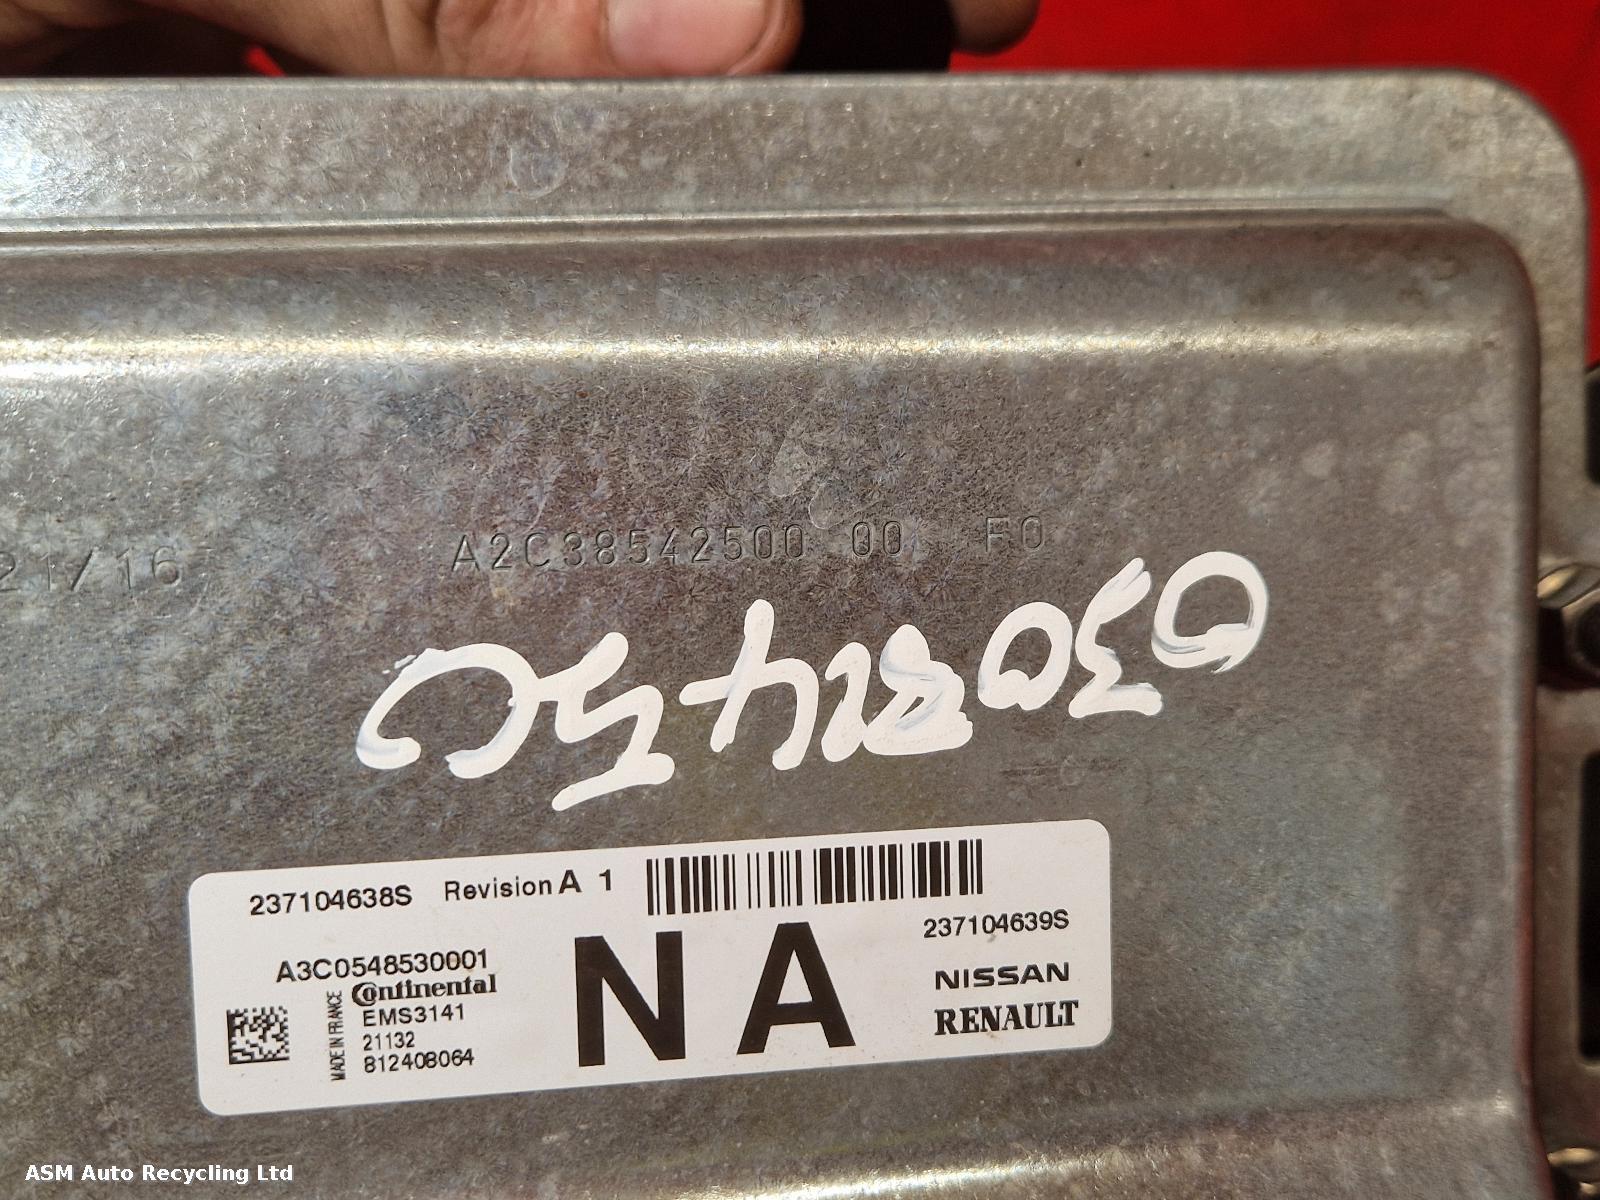 21/16 A2C38542500 00 F0
237104638S Revision A 1
237104639S
A3C0548530001
Continental
EMS3141
21132
812408064
MADE IN FRANCE
N A
NISSAN
RENAULT
ASM Auto Recycling Ltd